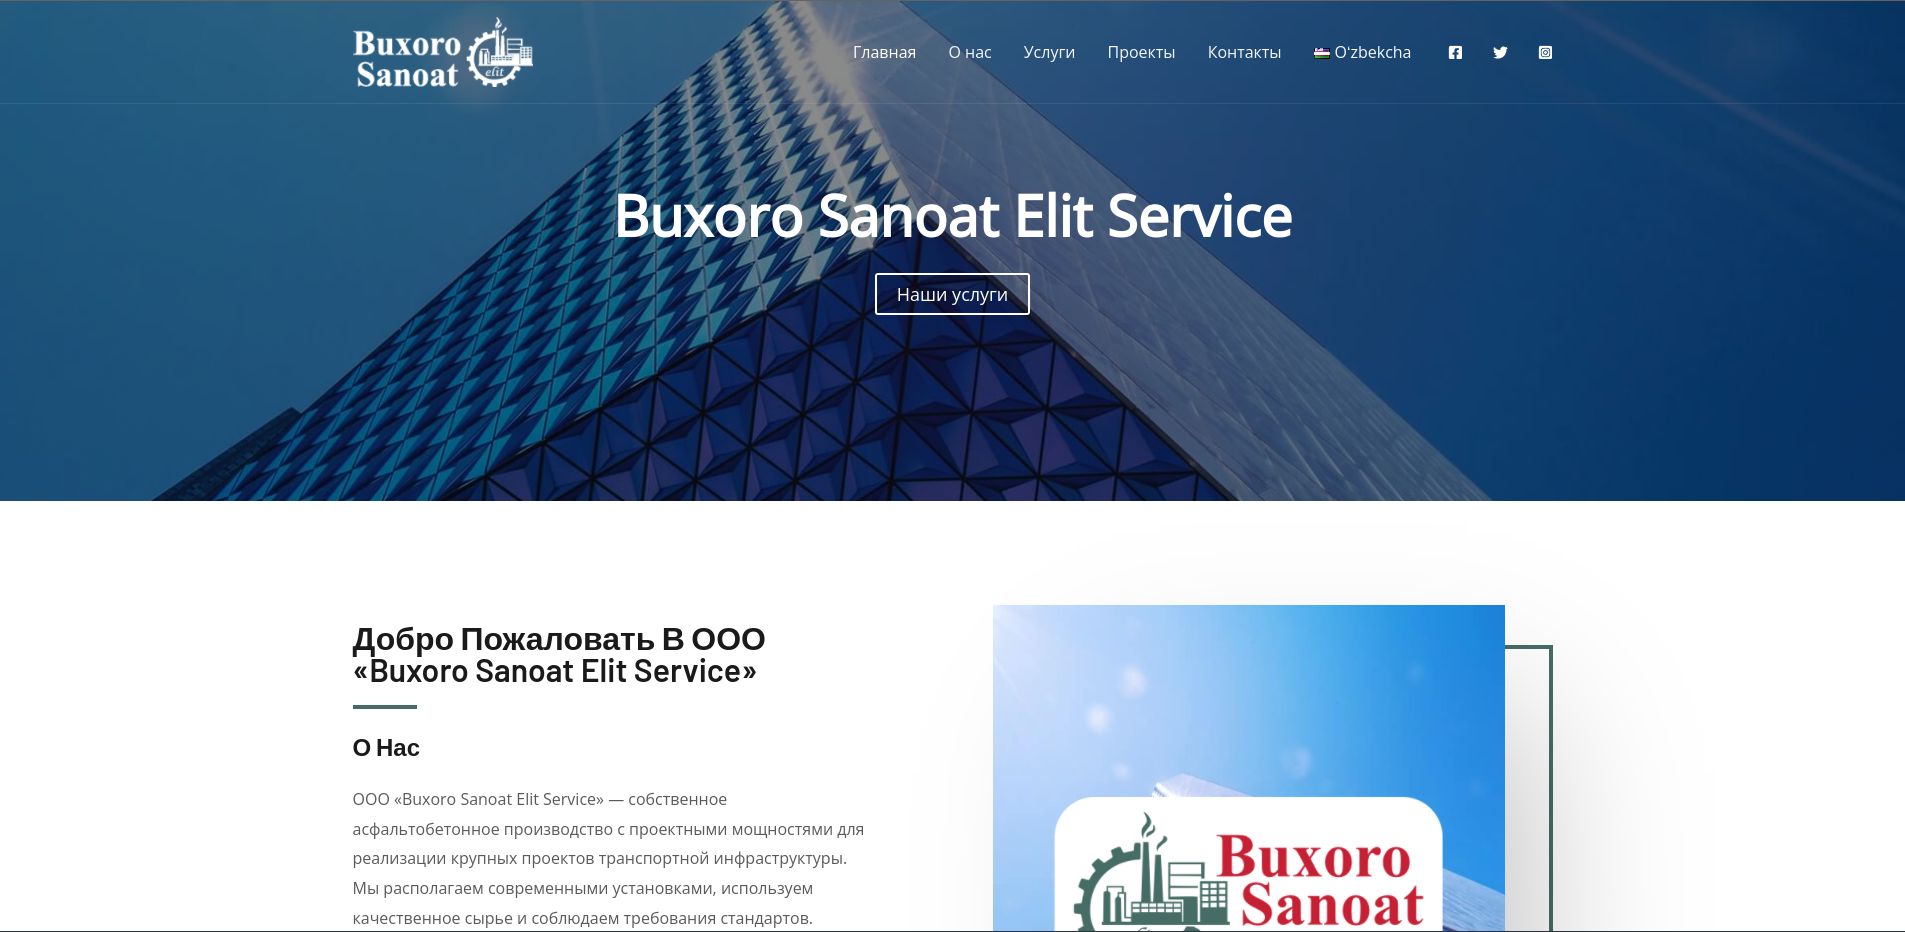 Buxoro
Sanoat
elit
Главная О нас Услуги Проекты Контакты O'zbekcha
Buxoro Sanoat Elit Service
Наши услуги
Добро Пожаловать В ООО
«Buxoro Sanoat Elit Service»
О Нас
ООО «Buxoro Sanoat Elit Service» — собственное
асфальтобетонное производство с проектными мощностями для
реализации крупных проектов транспортной инфраструктуры.
Мы располагаем современными установками, используем
качественное сырье и соблюдаем требования стандартов.
Buxoro
Sanoat